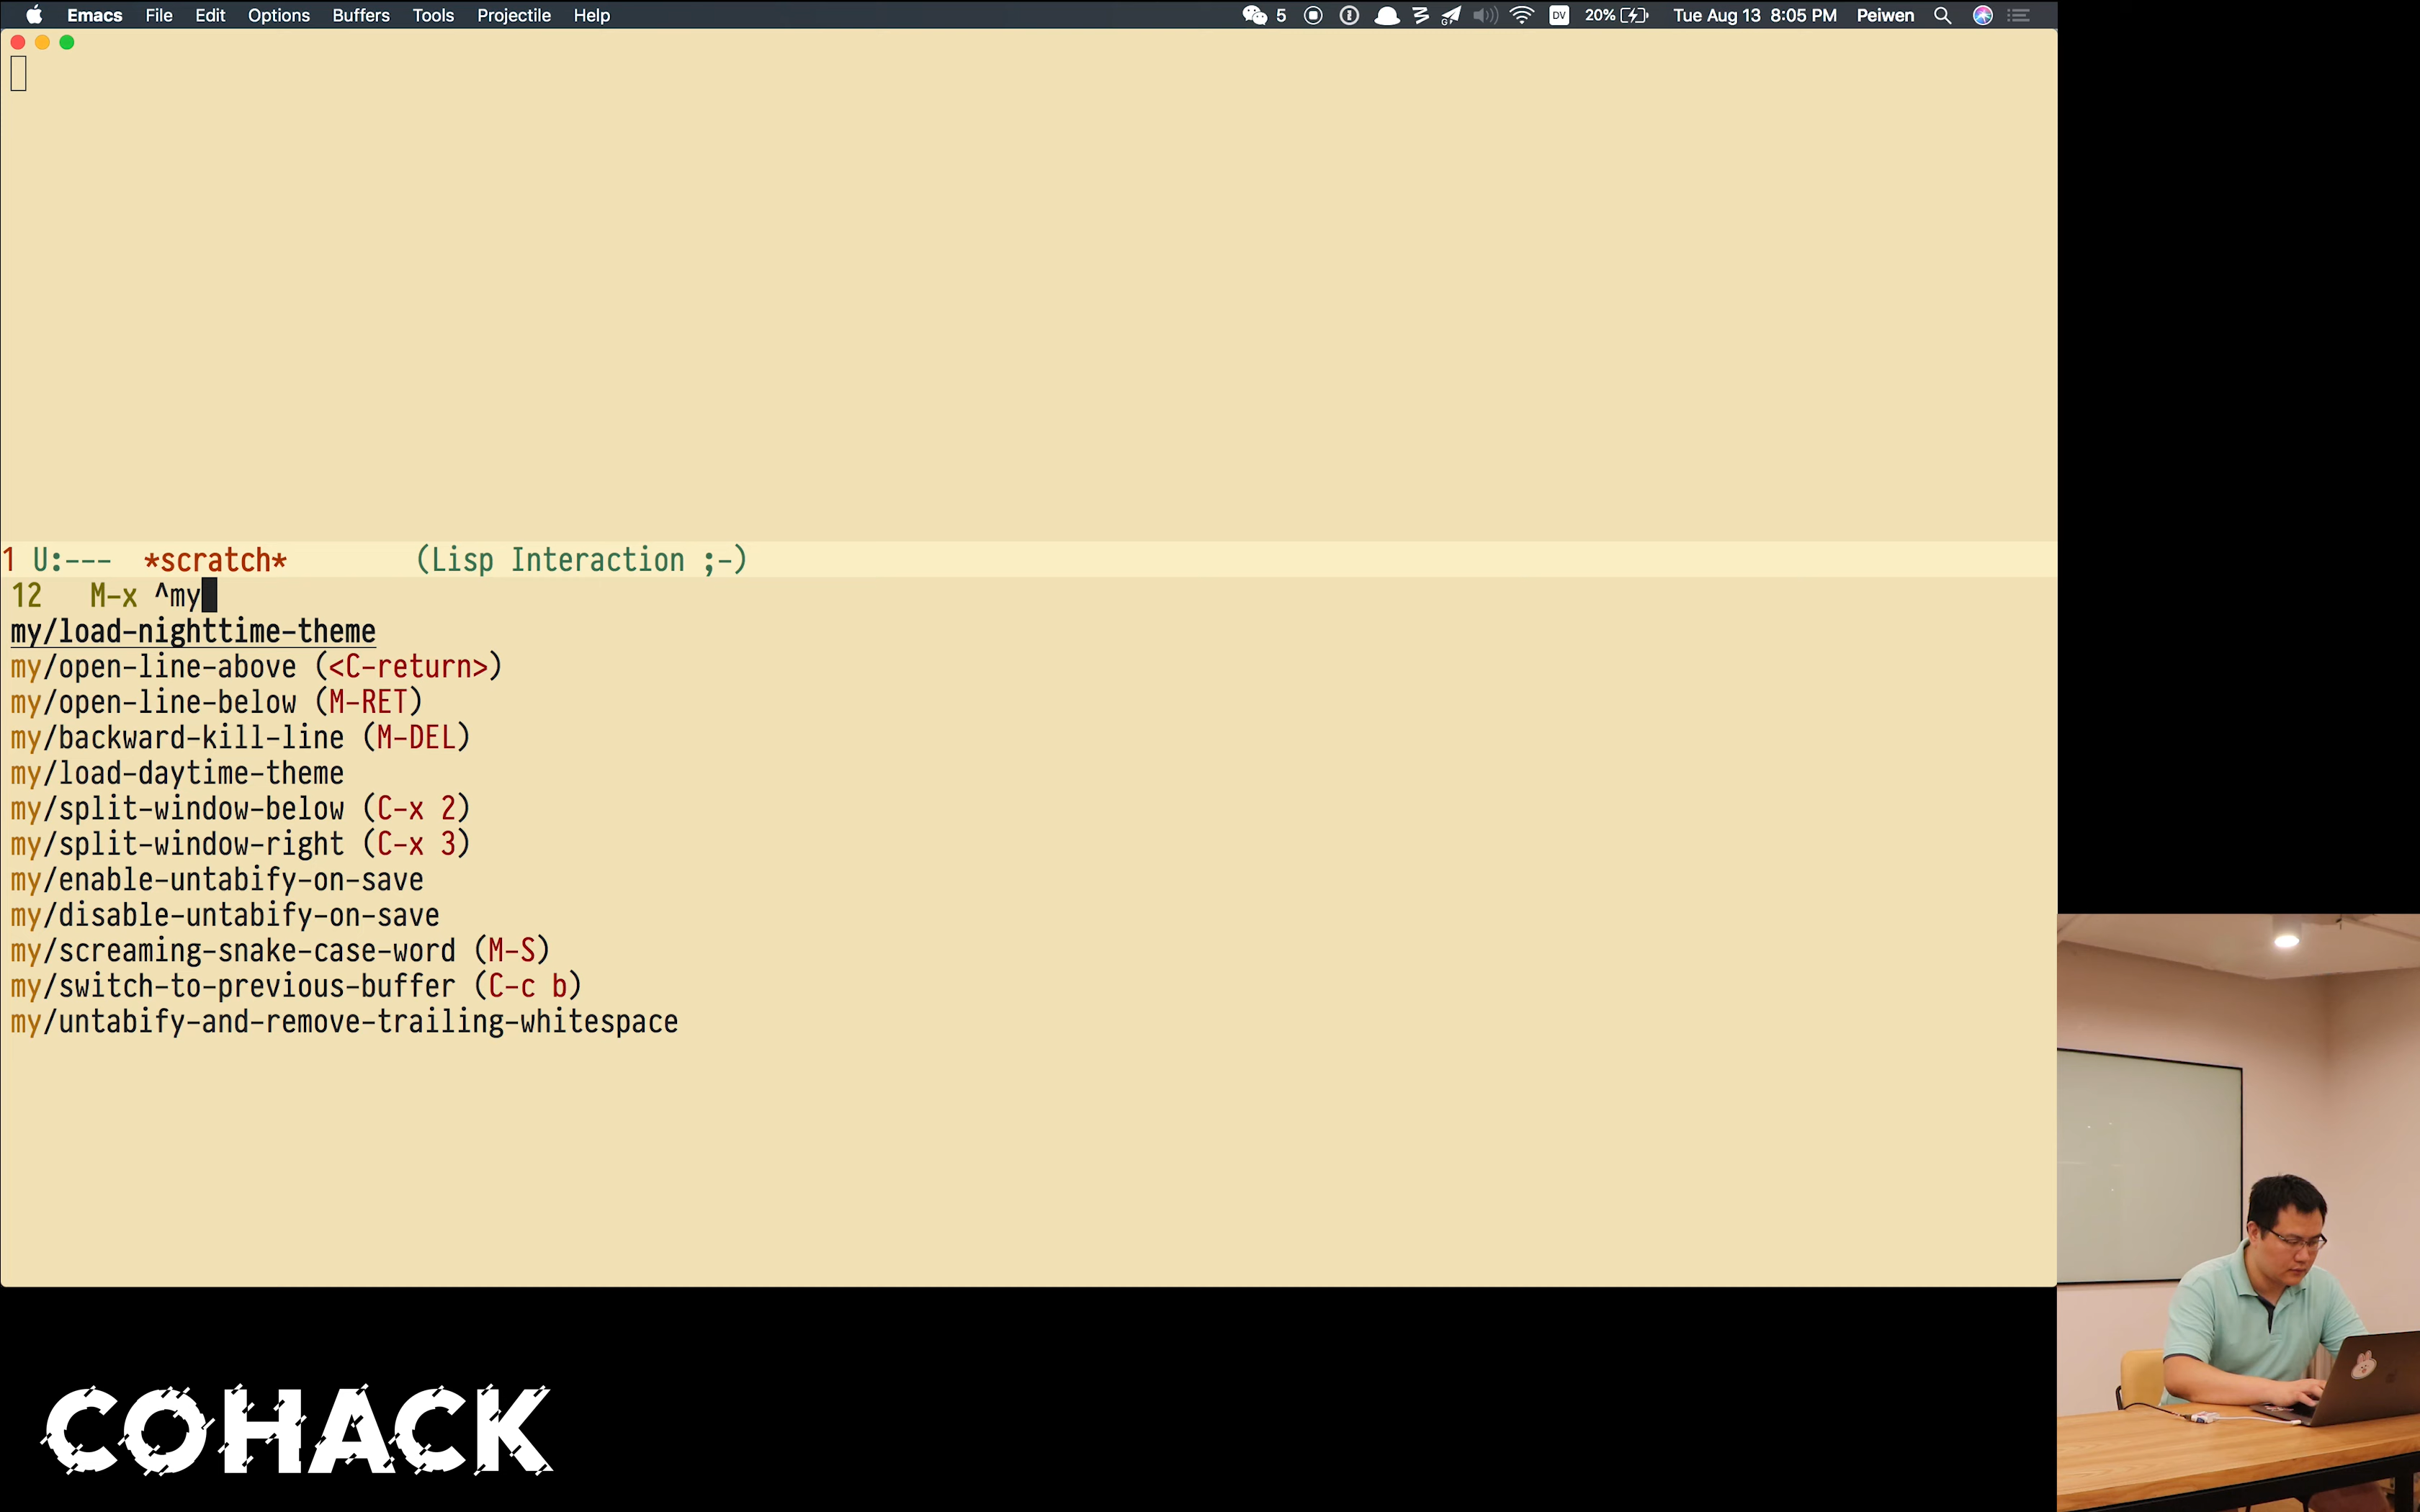 Emacs File Edit Options Buffers Tools Projectile Help 5 DV 20% Tue Aug 13 8:05 PM Peiwen
1 U:--- *scratch* (Lisp Interaction ;-)
12 M-x ^my
my/load-nighttime-theme
my/open-line-above (<C-return>)
my/open-line-below (M-RET)
my/backward-kill-line (M-DEL)
my/load-daytime-theme
my/split-window-below (C-x 2)
my/split-window-right (C-x 3)
my/enable-untabify-on-save
my/disable-untabify-on-save
my/screaming-snake-case-word (M-S)
my/switch-to-previous-buffer (C-c b)
my/untabify-and-remove-trailing-whitespace
COHACK